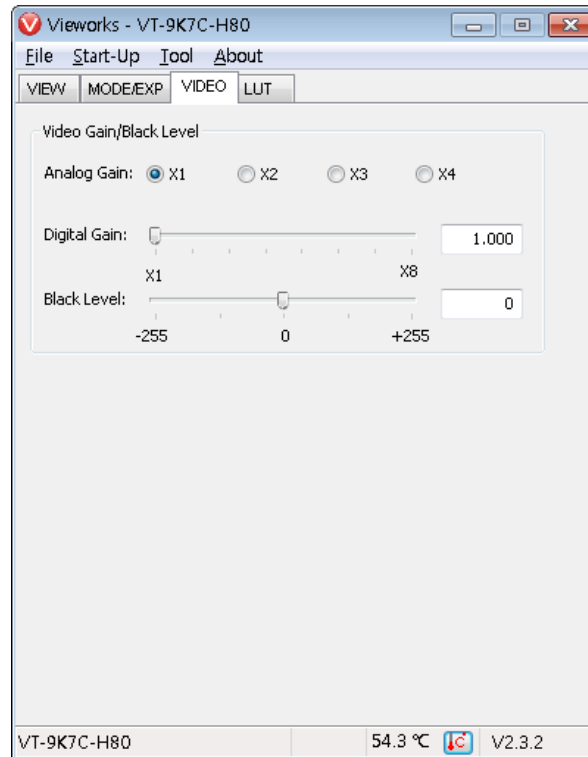 Vieworks - VT-9K7C-H80
File Start-Up Tool About
VIEW MODE/EXP VIDEO LUT
Video Gain/Black Level
Analog Gain: X1 X2 X3 X4
Digital Gain: 1.000
X1 X8
Black Level: 0
-255 0 +255
VT-9K7C-H80 54.3 ℃ C V2.3.2